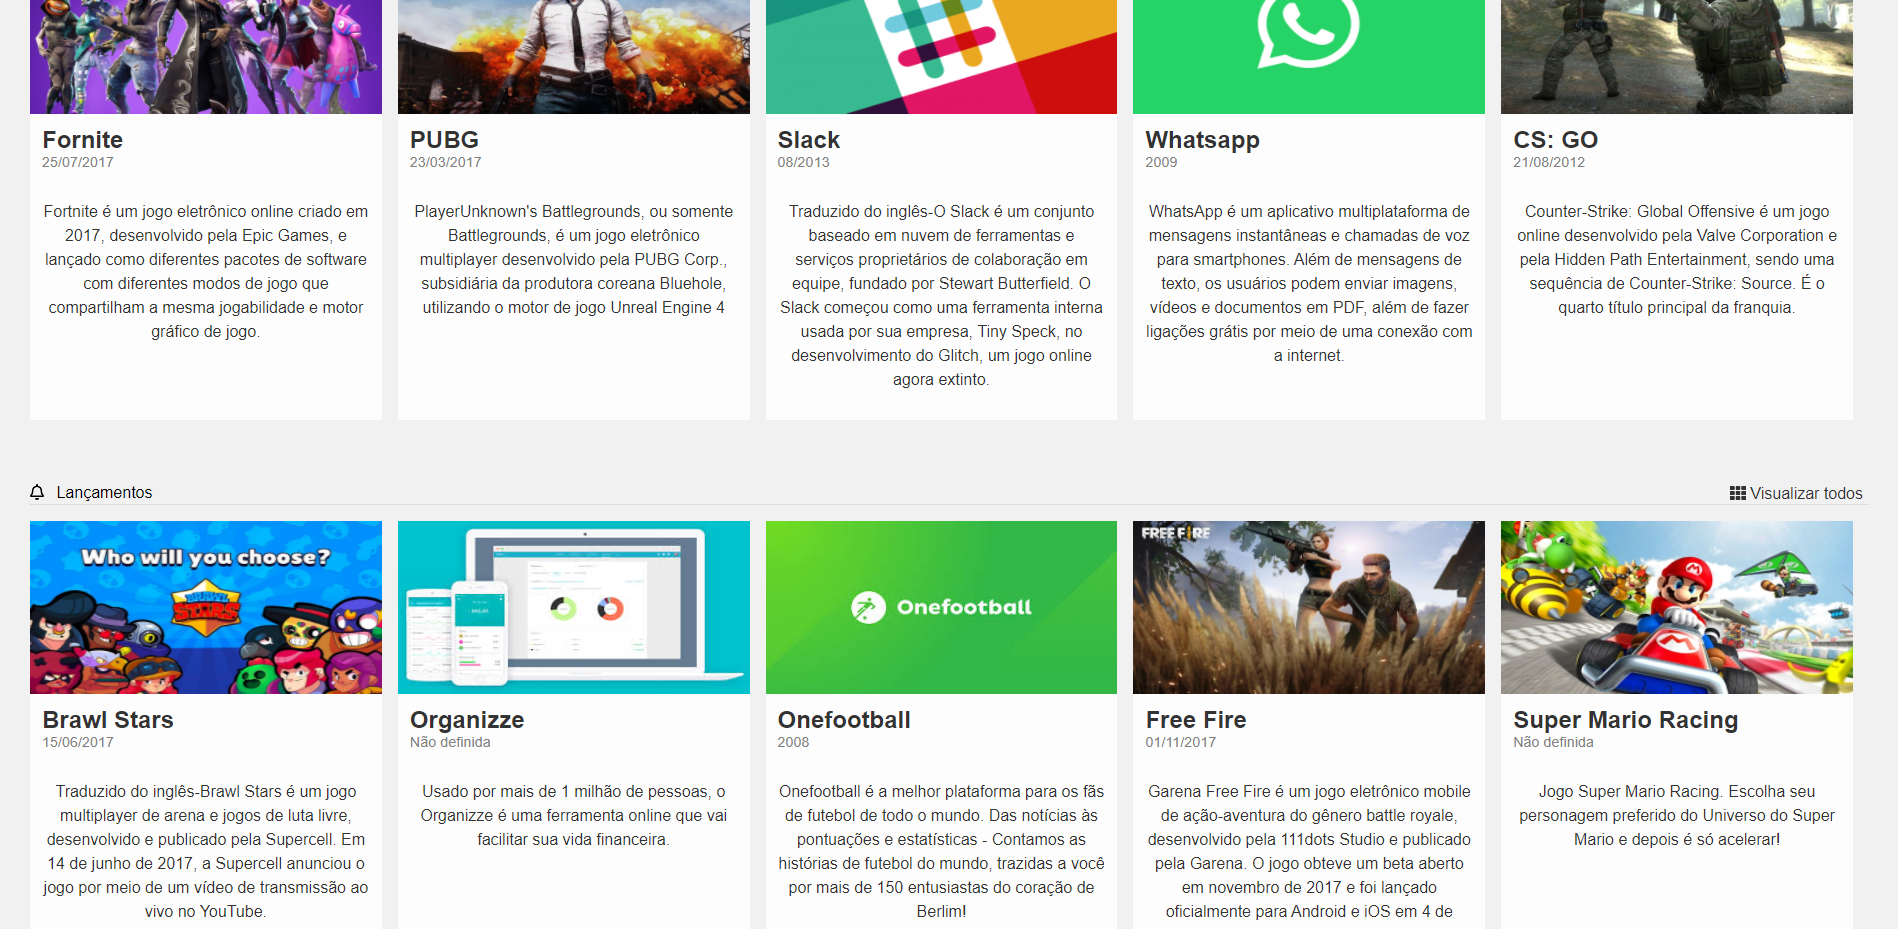 Fornite
25/07/2017
Fortnite é um jogo eletrônico online criado em
2017, desenvolvido pela Epic Games, e
lançado como diferentes pacotes de software
com diferentes modos de jogo que
compartilham a mesma jogabilidade e motor
gráfico de jogo.
PUBG
23/03/2017
PlayerUnknown's Battlegrounds, ou somente
Battlegrounds, é um jogo eletrônico
multiplayer desenvolvido pela PUBG Corp.,
subsidiária da produtora coreana Bluehole,
utilizando o motor de jogo Unreal Engine 4
Slack
08/2013
Traduzido do inglês-O Slack é um conjunto
baseado em nuvem de ferramentas e
serviços proprietários de colaboração em
equipe, fundado por Stewart Butterfield. O
Slack começou como uma ferramenta interna
usada por sua empresa, Tiny Speck, no
desenvolvimento do Glitch, um jogo online
agora extinto.
Whatsapp
2009
WhatsApp é um aplicativo multiplataforma de
mensagens instantâneas e chamadas de voz
para smartphones. Além de mensagens de
texto, os usuários podem enviar imagens,
vídeos e documentos em PDF, além de fazer
ligações grátis por meio de uma conexão com
a internet.
CS: GO
21/08/2012
Counter-Strike: Global Offensive é um jogo
online desenvolvido pela Valve Corporation e
pela Hidden Path Entertainment, sendo uma
sequência de Counter-Strike: Source. É o
quarto título principal da franquia.
Lançamentos
Visualizar todos
Who will you choose?
BRAWL
STARS
Brawl Stars
15/06/2017
Traduzido do inglês-Brawl Stars é um jogo
multiplayer de arena e jogos de luta livre,
desenvolvido e publicado pela Supercell. Em
14 de junho de 2017, a Supercell anunciou o
jogo por meio de um vídeo de transmissão ao
vivo no YouTube.
Organizze
Não definida
Usado por mais de 1 milhão de pessoas, o
Organizze é uma ferramenta online que vai
facilitar sua vida financeira.
Onefootball
Onefootball
2008
Onefootball é a melhor plataforma para os fãs
de futebol de todo o mundo. Das notícias às
pontuações e estatísticas - Contamos as
histórias de futebol do mundo, trazidas a você
por mais de 150 entusiastas do coração de
Berlim!
FREE FIRE
Free Fire
01/11/2017
Garena Free Fire é um jogo eletrônico mobile
de ação-aventura do gênero battle royale,
desenvolvido pela 111dots Studio e publicado
pela Garena. O jogo obteve um beta aberto
em novembro de 2017 e foi lançado
oficialmente para Android e iOS em 4 de
Super Mario Racing
Não definida
Jogo Super Mario Racing. Escolha seu
personagem preferido do Universo do Super
Mario e depois é só acelerar!